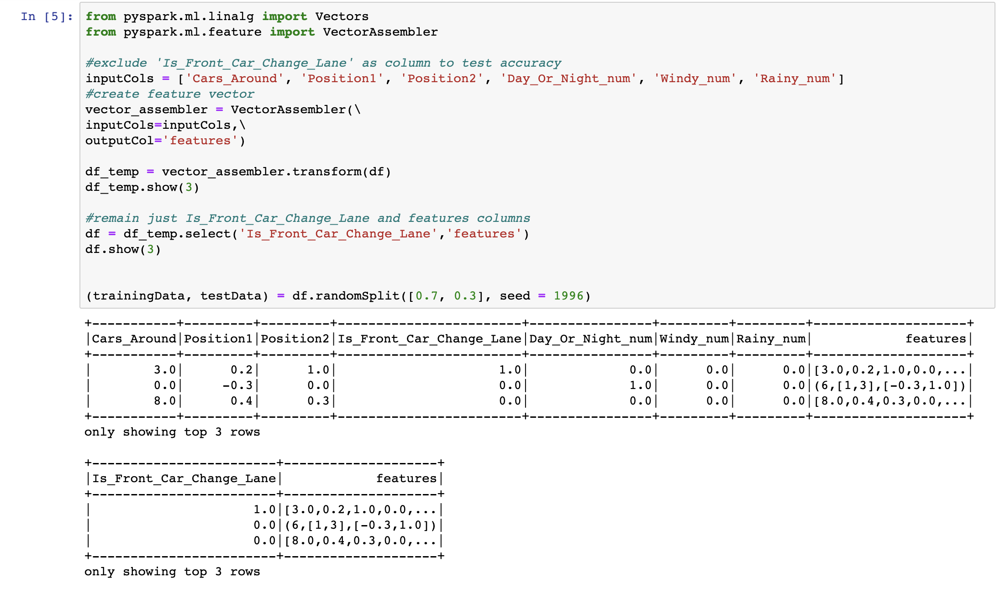 In [5]:
from pyspark.ml.linalg import Vectors
from pyspark.ml.feature import VectorAssembler
#exclude 'Is_Front_Car_Change_Lane' as column to test accuracy
inputCols = ['Cars_Around', 'Position1', 'Position2', 'Day_Or_Night_num', 'Windy_num', 'Rainy_num']
#create feature vector
vector_assembler = VectorAssembler(\
inputCols=inputCols,\
outputCol='features')
df_temp = vector_assembler.transform(df)
df_temp.show(3)
#remain just Is_Front_Car_Change_Lane and features columns
df = df_temp.select('Is_Front_Car_Change_Lane','features')
df.show(3)
(trainingData, testData) = df.randomSplit([0.7, 0.3], seed = 1996)
+-----------+---------+---------+------------------------+----------------+---------+---------+--------------------+
|Cars_Around|Position1|Position2|Is_Front_Car_Change_Lane|Day_Or_Night_num|Windy_num|Rainy_num|            features|
+-----------+---------+---------+------------------------+----------------+---------+---------+--------------------+
|        3.0|      0.2|      1.0|                     1.0|             0.0|      0.0|      0.0|[3.0,0.2,1.0,0.0,...|
|        0.0|     -0.3|      0.0|                     0.0|             1.0|      0.0|      0.0|(6,[1,3],[-0.3,1.0])|
|        8.0|      0.4|      0.3|                     0.0|             0.0|      0.0|      0.0|[8.0,0.4,0.3,0.0,...|
+-----------+---------+---------+------------------------+----------------+---------+---------+--------------------+
only showing top 3 rows
+------------------------+--------------------+
|Is_Front_Car_Change_Lane|            features|
+------------------------+--------------------+
|                     1.0|[3.0,0.2,1.0,0.0,...|
|                     0.0|(6,[1,3],[-0.3,1.0])|
|                     0.0|[8.0,0.4,0.3,0.0,...|
+------------------------+--------------------+
only showing top 3 rows